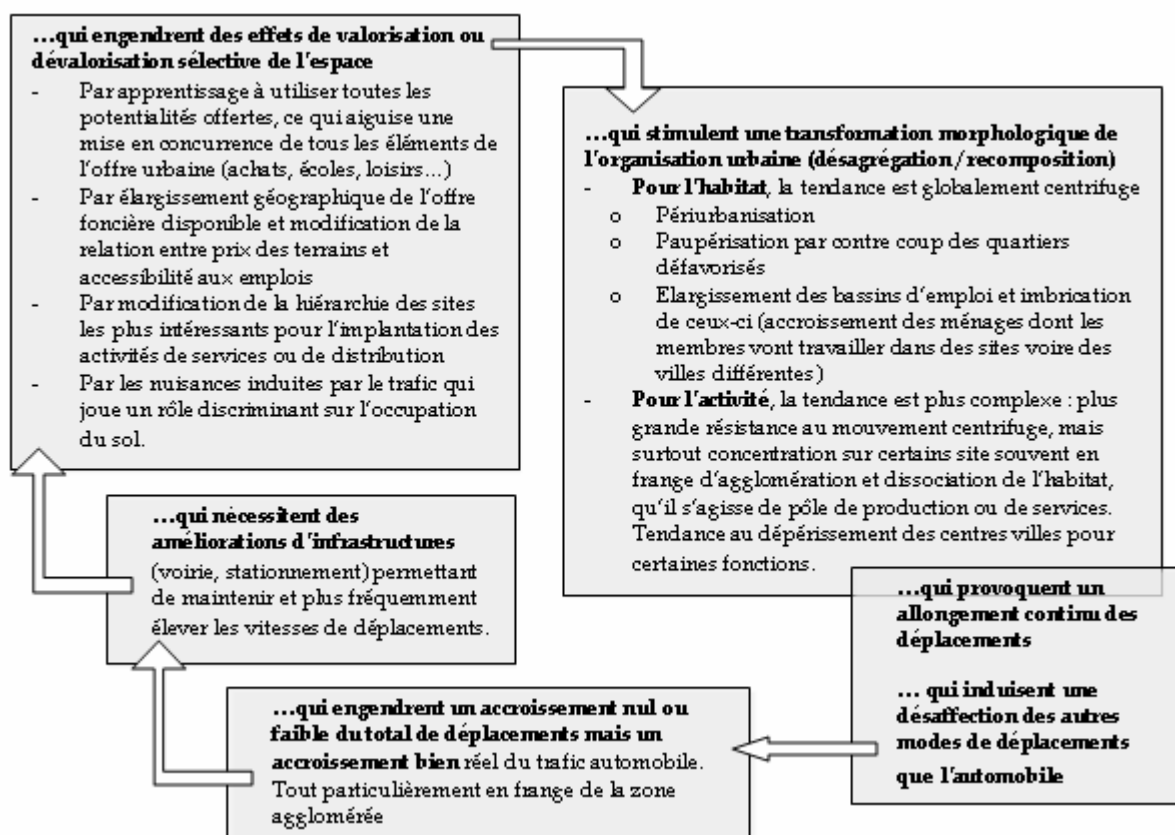 …qui engendrent des effets de valorisation ou
dévalorisation sélective de l'espace
- Par apprentissage à utiliser toutes les
potentialités offertes, ce qui aiguise une
mise en concurrence de tous les éléments de
l'offre urbaine (achats, écoles, loisirs…)
- Par élargissement géographique de l'offre
foncière disponible et modification de la
relation entre prix des terrains et
accessibilité aux emplois
- Par modification de la hiérarchie des sites
les plus intéressants pour l'implantation des
activités de services ou de distribution
- Par les nuisances induites par le trafic qui
joue un rôle discriminant sur l'occupation
du sol.
…qui stimulent une transformation morphologique de
l'organisation urbaine (désagrégation/recomposition)
- Pour l'habitat, la tendance est globalement centrifuge
o Périurbanisation
o Paupérisation par contre coup des quartiers
défavorisés
o Elargissement des bassins d'emploi et imbrication
de ceux-ci (accroissement des ménages dont les
membres vont travailler dans des sites voire des
villes différentes)
- Pour l'activité, la tendance est plus complexe : plus
grande résistance au mouvement centrifuge, mais
surtout concentration sur certains site souvent en
frange d'agglomération et dissociation de l'habitat,
qu'il s'agisse de pôle de production ou de services.
Tendance au dépérissement des centres villes pour
certaines fonctions.
…qui provoquent un
allongement continu des
déplacements
… qui induisent une
désaffection des autres
modes de déplacements
que l'automobile
…qui engendrent un accroissement nul ou
faible du total de déplacements mais un
accroissement bien réel du trafic automobile.
Tout particulièrement en frange de la zone
agglomérée
…qui nécessitent des
améliorations d'infrastructures
(voirie, stationnement) permettant
de maintenir et plus fréquemment
élever les vitesses de déplacements.